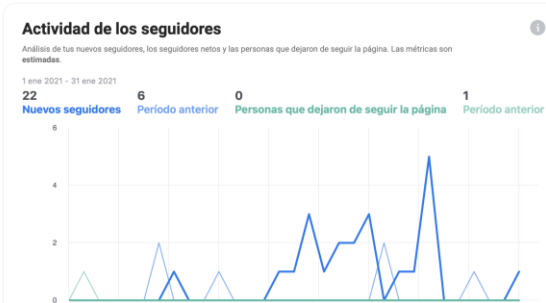 Actividad de los seguidores
Análisis de tus nuevos seguidores, los seguidores netos y las personas que dejaron de seguir la página. Las métricas son
estimadas.
1 ene 2021 - 31 ene 2021
22 6 0 1
Nuevos seguidores Período anterior Personas que dejaron de seguir la página Período anterior
6
4
2
0